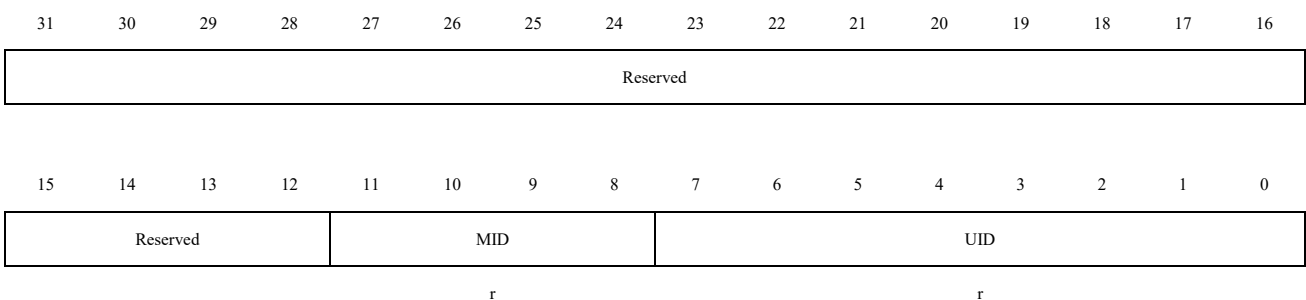 31 30 29 28 27 26 25 24 23 22 21 20 19 18 17 16
Reserved
15 14 13 12 11 10 9 8 7 6 5 4 3 2 1 0
Reserved MID UID
r r